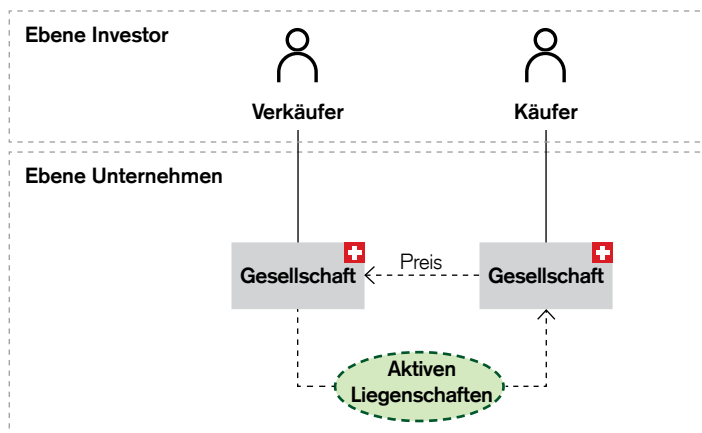 Ebene Investor
Verkäufer
Käufer
Ebene Unternehmen
Gesellschaft
Preis
Gesellschaft
Aktiven
Liegenschaften